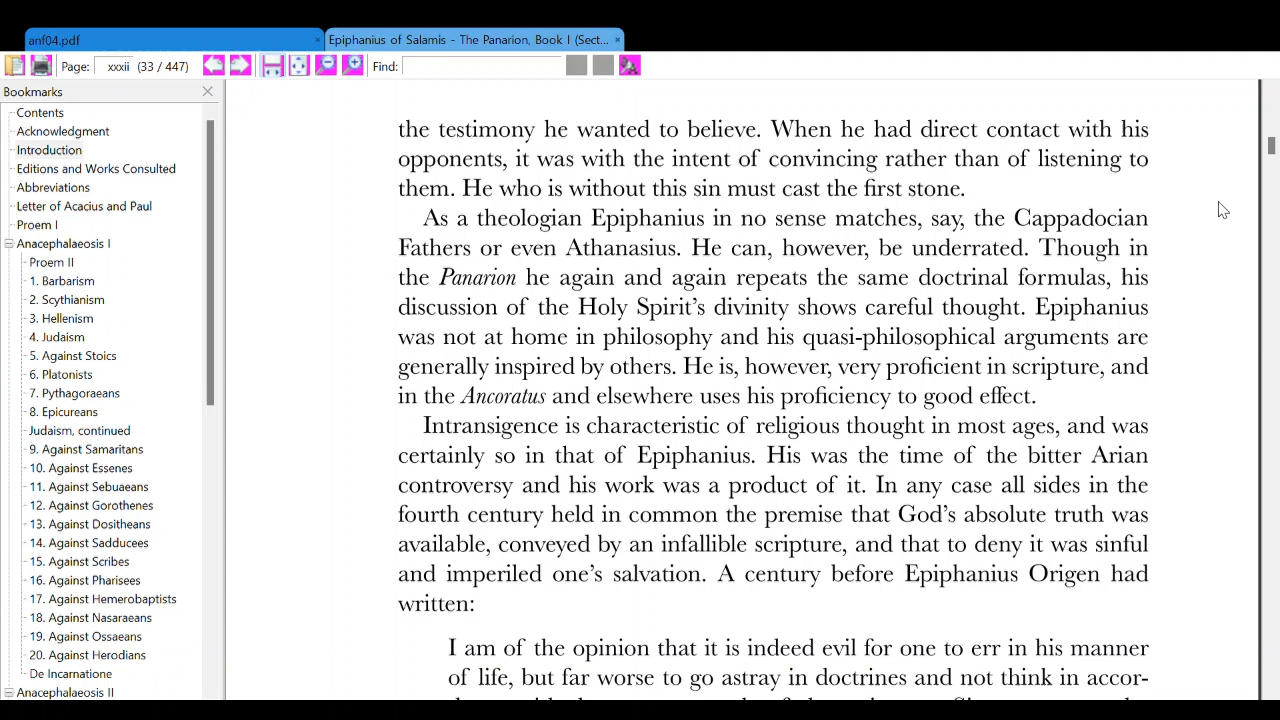 anf04.pdf ×
Epiphanius of Salamis - The Panarion, Book I (Sect... ×
Page: xxxii (33 / 447) Find:
Bookmarks
Contents
Acknowledgment
Introduction
Editions and Works Consulted
Abbreviations
Letter of Acacius and Paul
Proem I
Anacephalaeosis I
Proem II
1. Barbarism
2. Scythianism
3. Hellenism
4. Judaism
5. Against Stoics
6. Platonists
7. Pythagoraeans
8. Epicureans
Judaism, continued
9. Against Samaritans
10. Against Essenes
11. Against Sebuaeans
12. Against Gorothenes
13. Against Dositheans
14. Against Sadducees
15. Against Scribes
16. Against Pharisees
17. Against Hemerobaptists
18. Against Nasaraeans
19. Against Ossaeans
20. Against Herodians
De Incarnatione
Anacephalaeosis II
the testimony he wanted to believe. When he had direct contact with his
opponents, it was with the intent of convincing rather than of listening to
them. He who is without this sin must cast the first stone.
As a theologian Epiphanius in no sense matches, say, the Cappadocian
Fathers or even Athanasius. He can, however, be underrated. Though in
the Panarion he again and again repeats the same doctrinal formulas, his
discussion of the Holy Spirit's divinity shows careful thought. Epiphanius
was not at home in philosophy and his quasi-philosophical arguments are
generally inspired by others. He is, however, very proficient in scripture, and
in the Ancoratus and elsewhere uses his proficiency to good effect.
Intransigence is characteristic of religious thought in most ages, and was
certainly so in that of Epiphanius. His was the time of the bitter Arian
controversy and his work was a product of it. In any case all sides in the
fourth century held in common the premise that God's absolute truth was
available, conveyed by an infallible scripture, and that to deny it was sinful
and imperiled one's salvation. A century before Epiphanius Origen had
written:
I am of the opinion that it is indeed evil for one to err in his manner
of life, but far worse to go astray in doctrines and not think in accor-